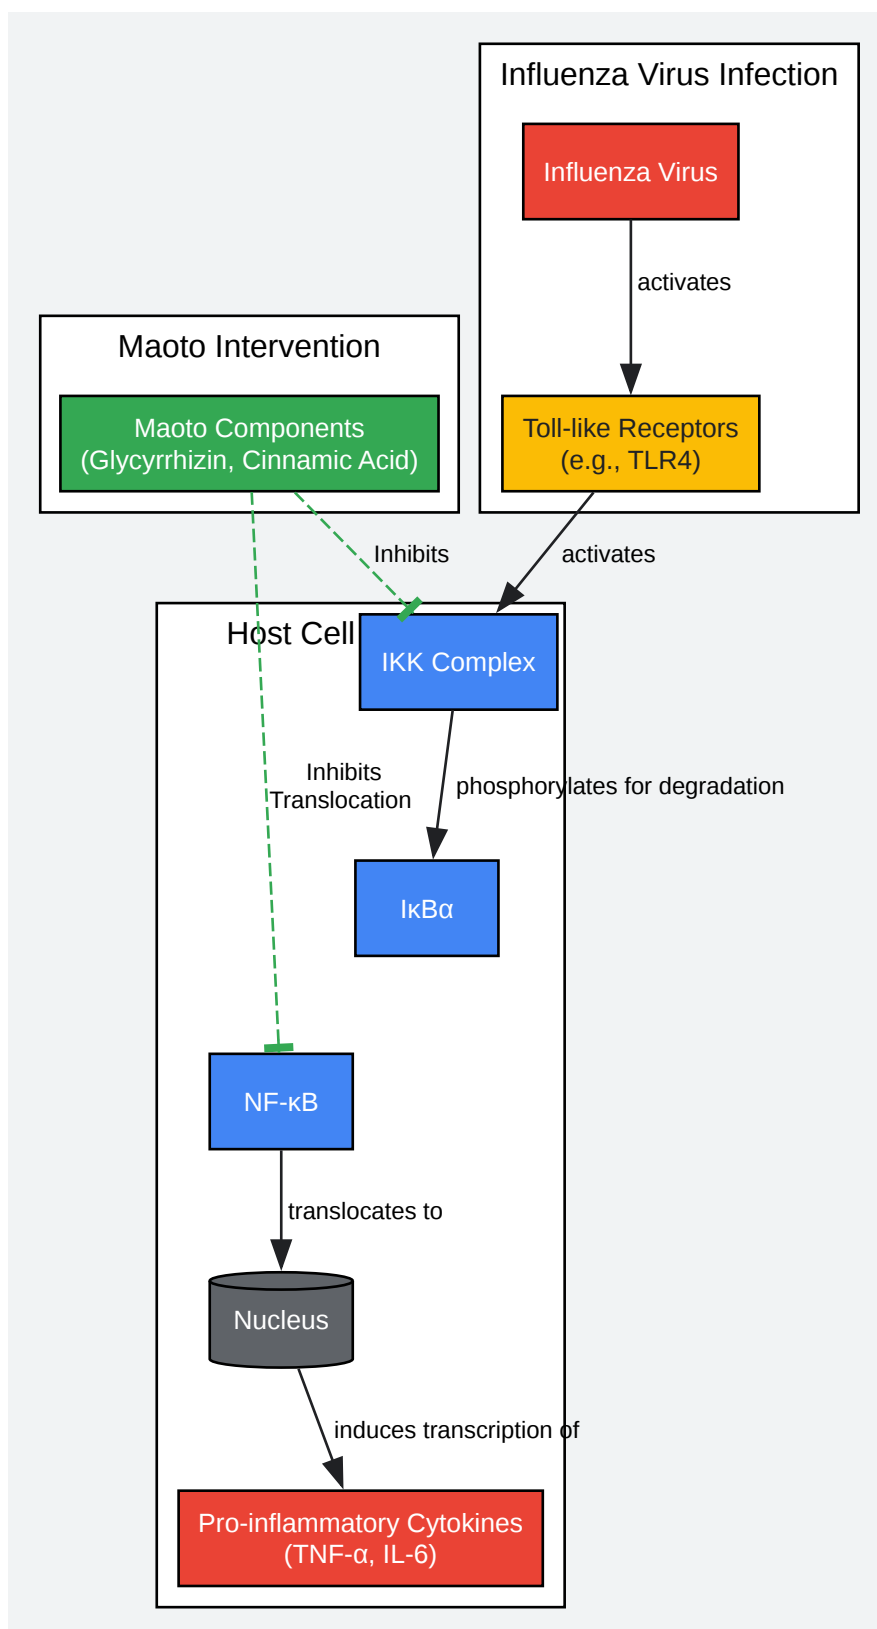 Influenza Virus Infection
Influenza Virus
activates
Maoto Intervention
Maoto Components
(Glycyrrhizin, Cinnamic Acid)
Toll-like Receptors
(e.g., TLR4)
Inhibits
activates
Host Cell
IKK Complex
Inhibits
Translocation
phosphorylates for degradation
IκBα
NF-κB
translocates to
Nucleus
induces transcription of
Pro-inflammatory Cytokines
(TNF-α, IL-6)